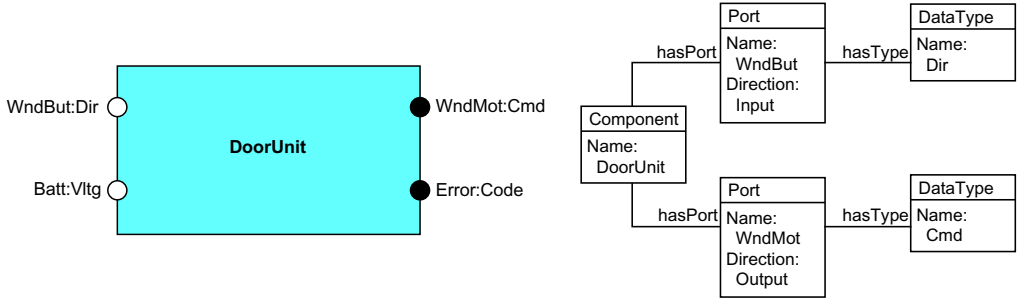 WndBut:Dir
Batt:Vltg
DoorUnit
WndMot:Cmd
Error:Code
Component
Name:
DoorUnit
hasPort
Port
Name:
WndBut
Direction:
Input
hasType
DataType
Name:
Dir
hasPort
Port
Name:
WndMot
Direction:
Output
hasType
DataType
Name:
Cmd